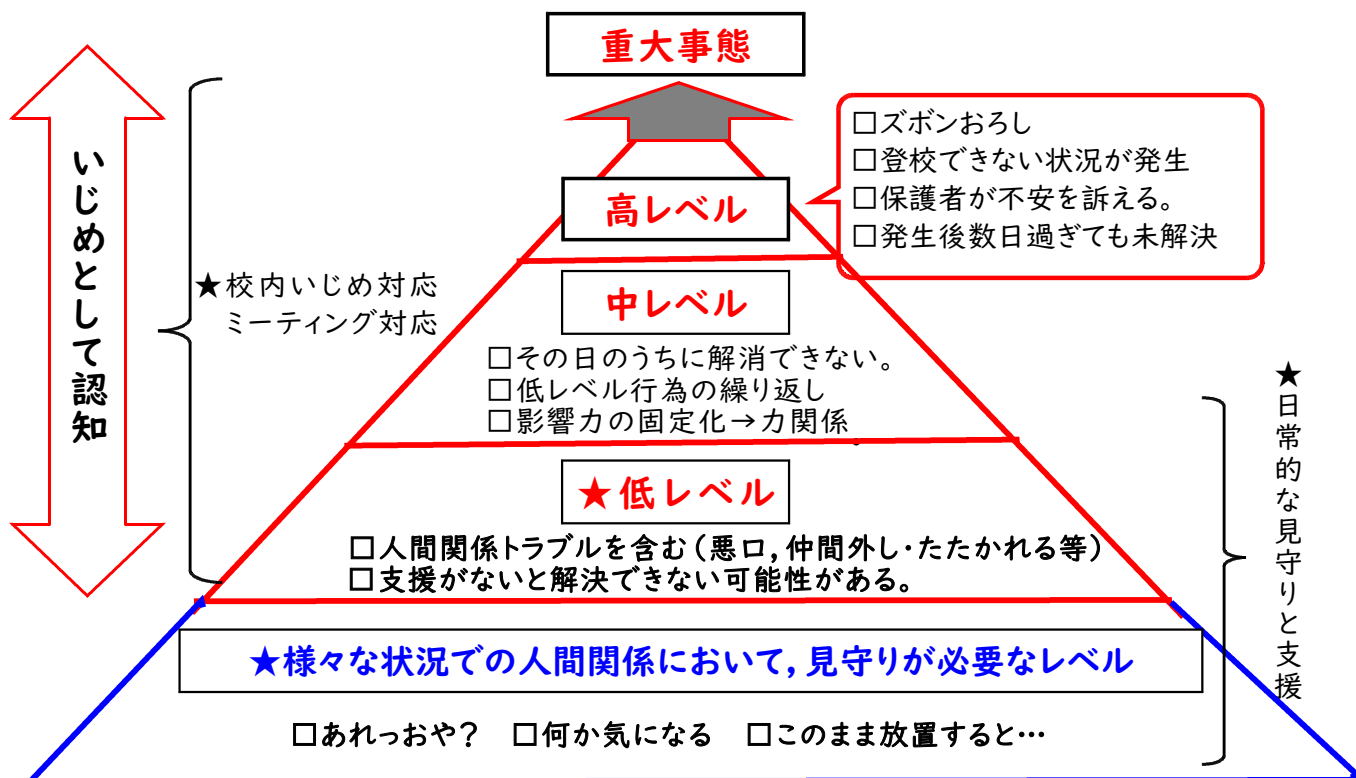 重大事態
□ズボンおろし
□登校できない状況が発生
□保護者が不安を訴える。
□発生後数日過ぎても未解決
高レベル
いじめとして認知
★校内いじめ対応
ミーティング対応
中レベル
□その日のうちに解消できない。
□低レベル行為の繰り返し
□影響力の固定化→力関係
★日常的な見守りと支援
★低レベル
□人間関係トラブルを含む(悪口,仲間外し・たたかれる等)
□支援がないと解決できない可能性がある。
★様々な状況での人間関係において,見守りが必要なレベル
□あれっおや? □何か気になる □このまま放置すると…